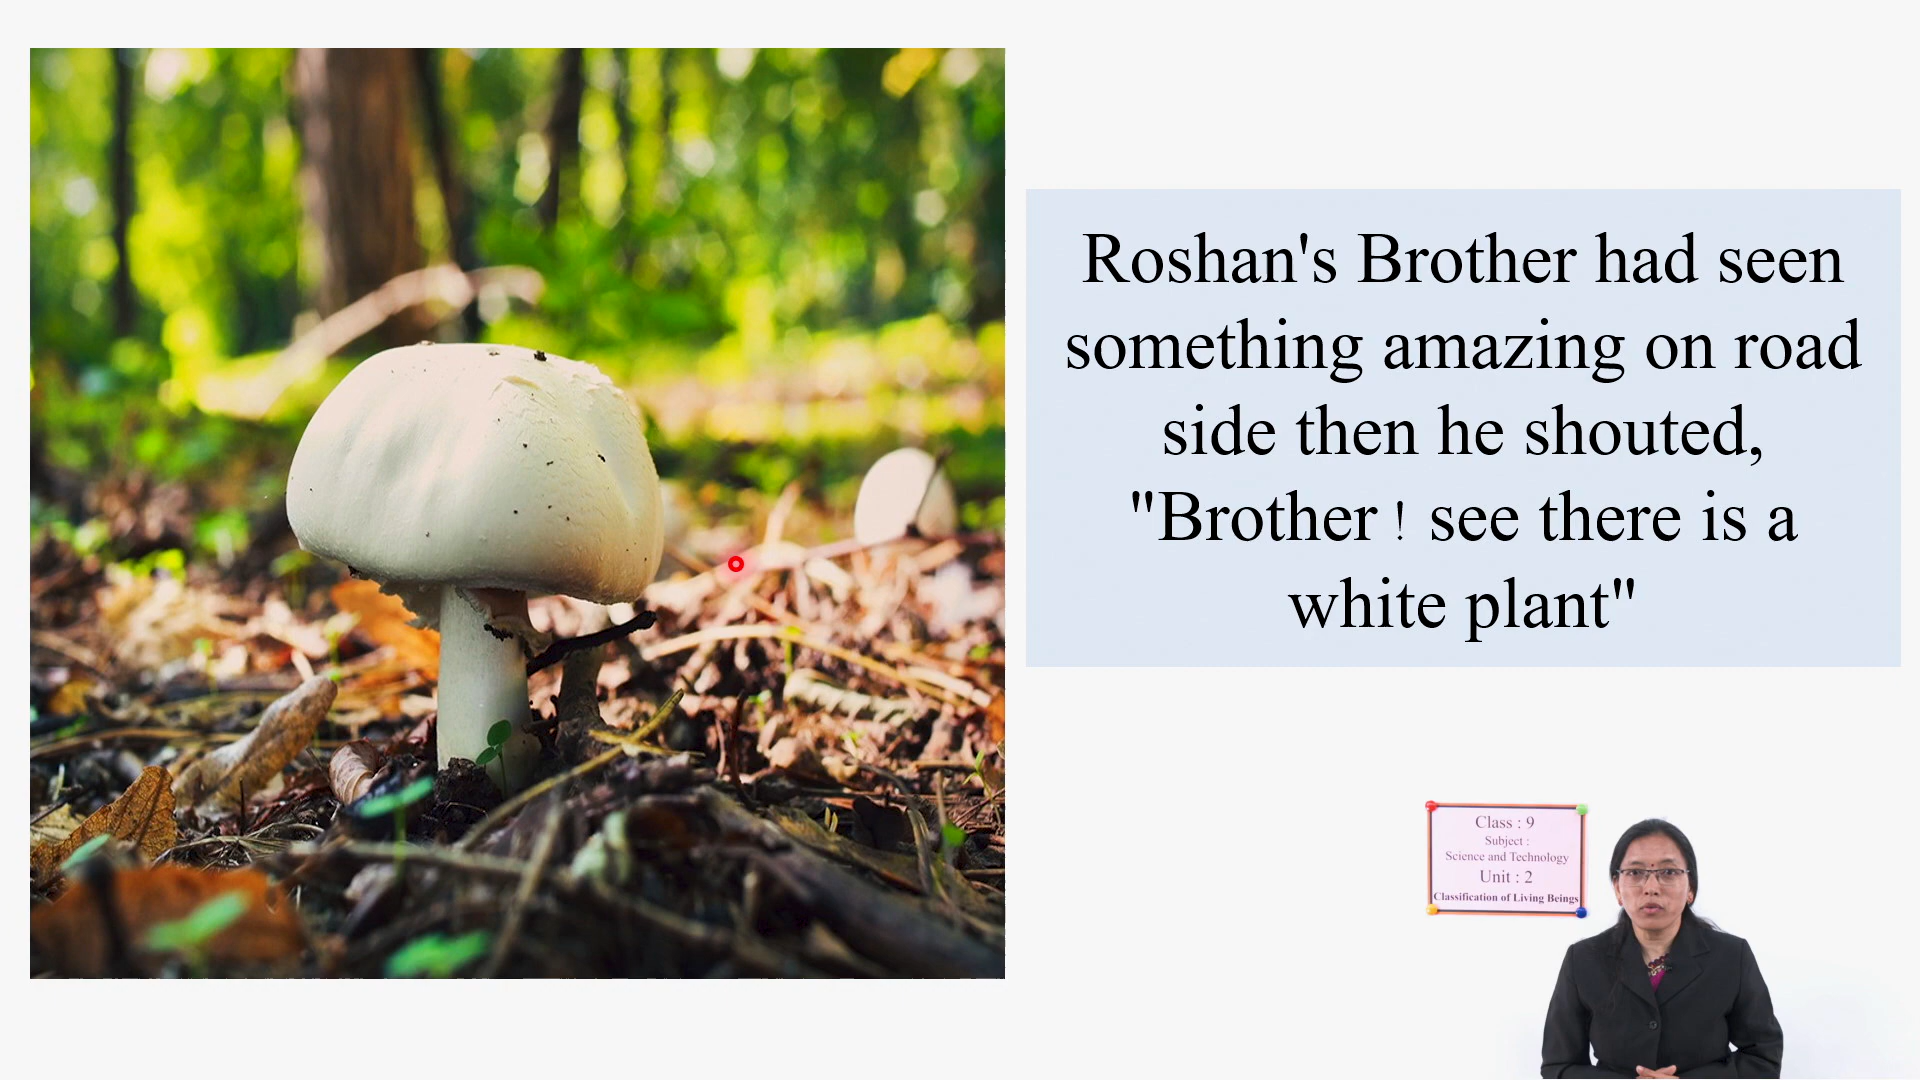 Roshan's Brother had seen
something amazing on road
side then he shouted,
"Brother ! see there is a
white plant"
Class : 9
Subject :
Science and Technology
Unit : 2
Classification of Living Beings